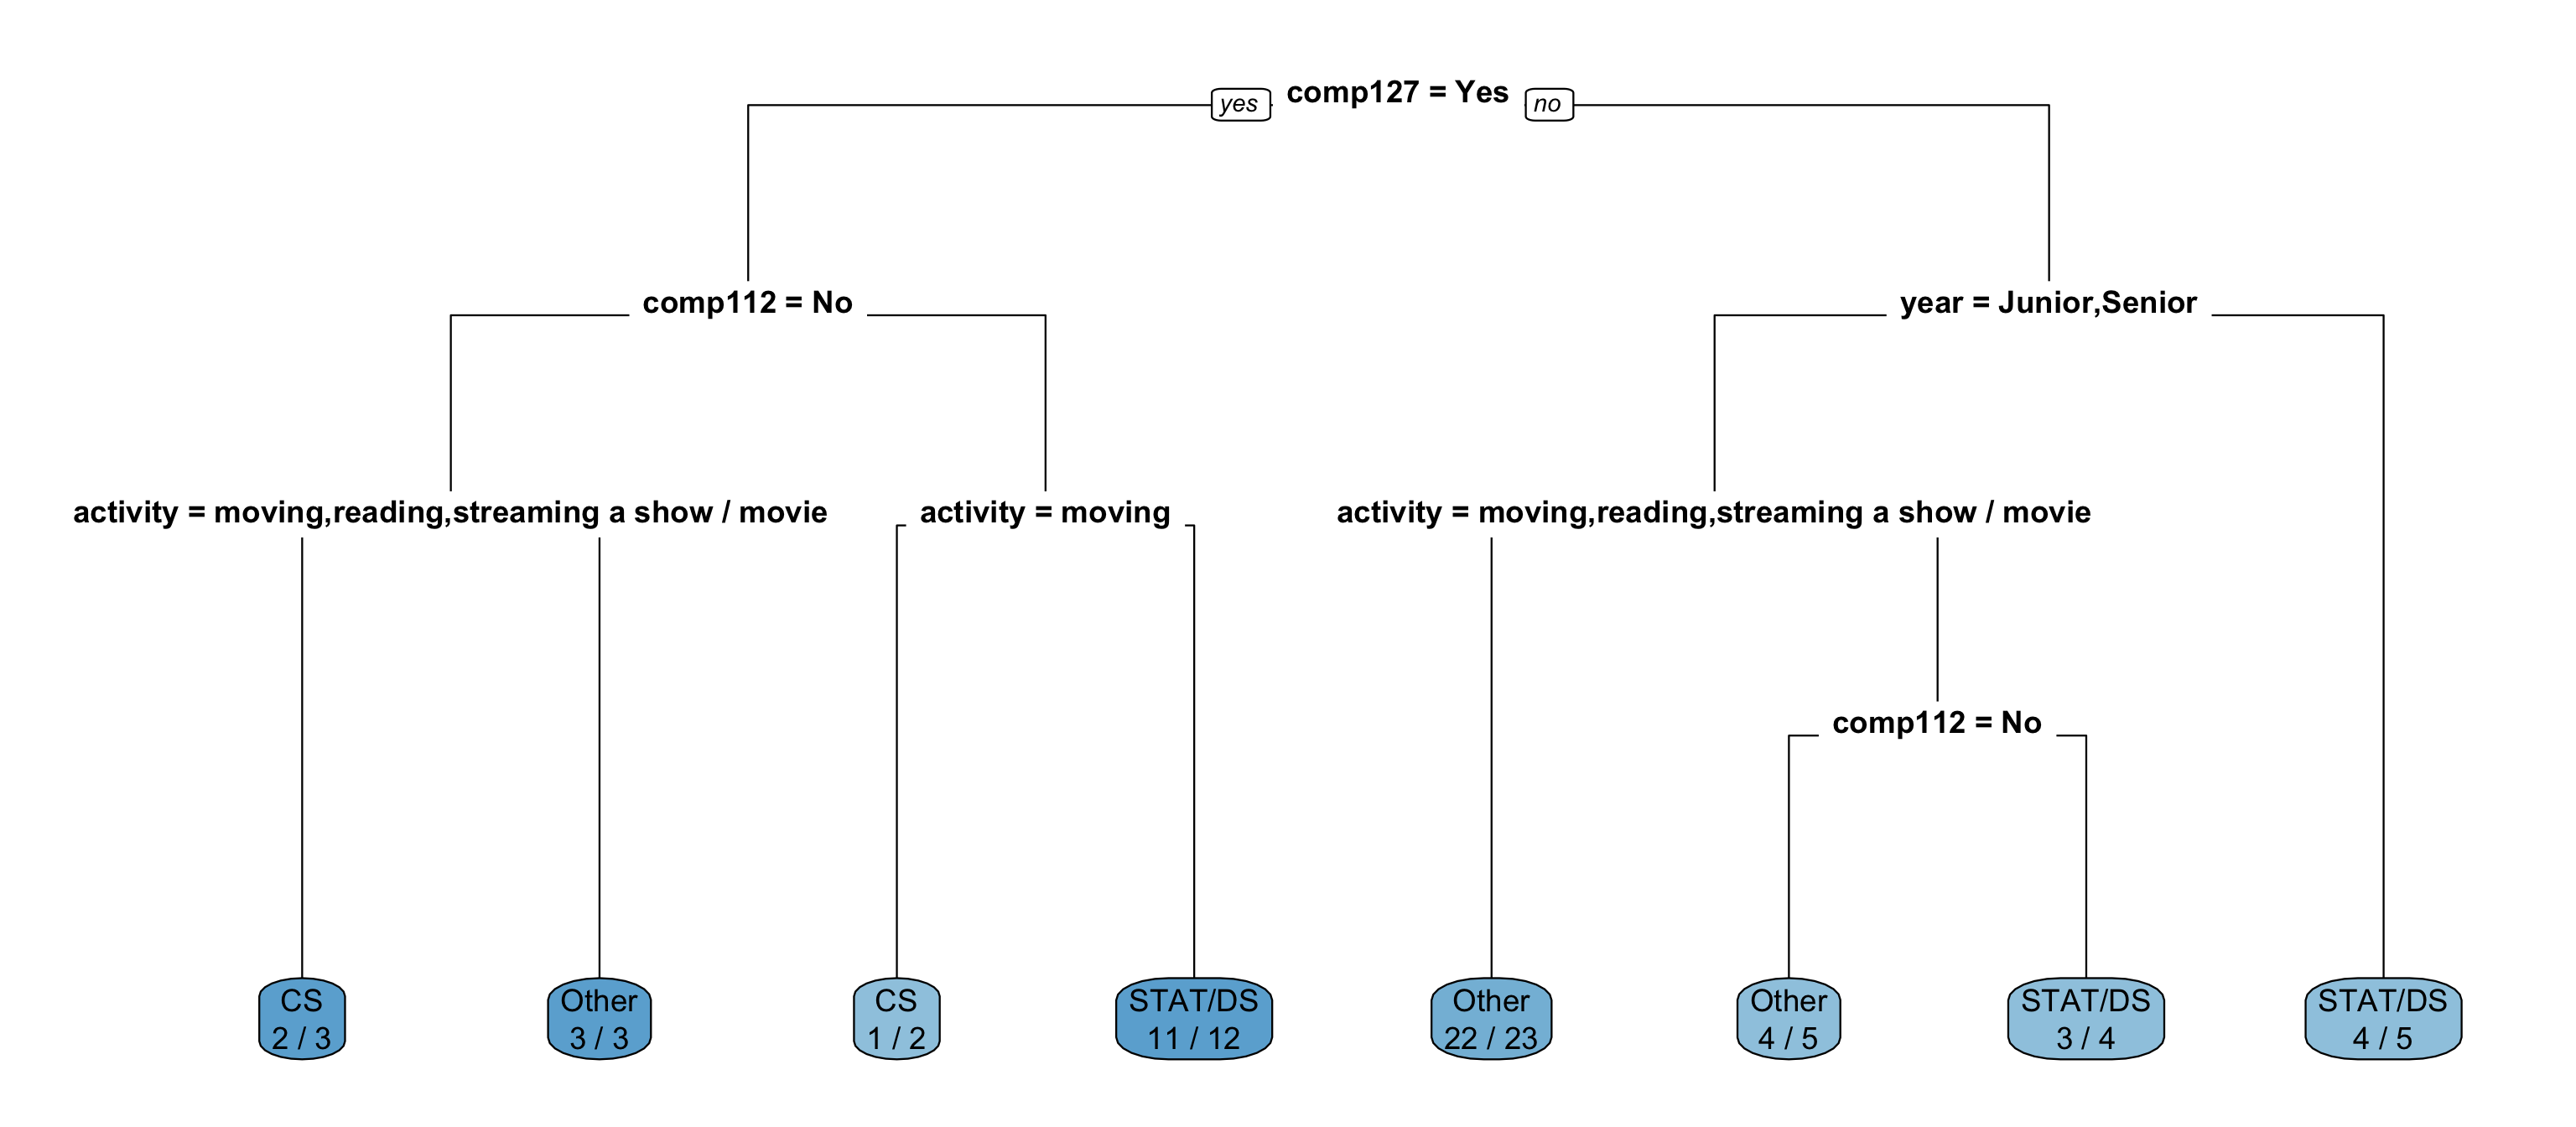 comp127 = Yes
yes
no
comp112 = No
year = Junior,Senior
activity = moving,reading,streaming a show / movie
activity = moving
activity = moving,reading,streaming a show / movie
comp112 = No
CS
2 / 3
Other
3 / 3
CS
1 / 2
STAT/DS
11 / 12
Other
22 / 23
Other
4 / 5
STAT/DS
3 / 4
STAT/DS
4 / 5